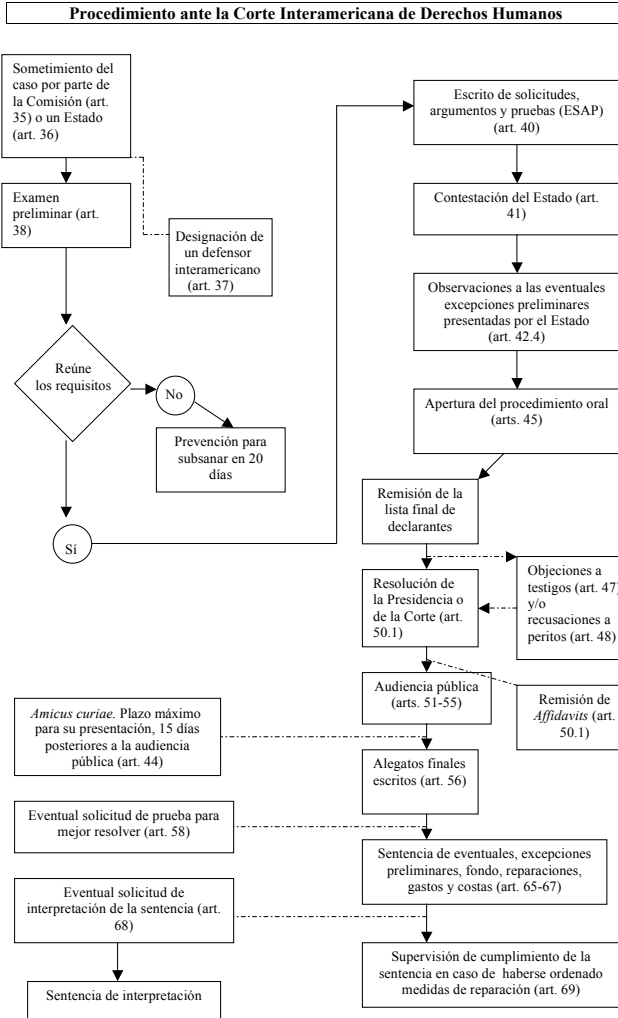 Procedimiento ante la Corte Interamericana de Derechos Humanos
Sometimiento del
caso por parte de
la Comisión (art.
35) o un Estado
(art. 36)
Examen
preliminar (art.
38)
Designación de
un defensor
interamericano
(art. 37)
Reúne
los requisitos
No
Prevención para
subsanar en 20
días
Sí
Escrito de solicitudes,
argumentos y pruebas (ESAP)
(art. 40)
Contestación del Estado (art.
41)
Observaciones a las eventuales
excepciones preliminares
presentadas por el Estado
(art. 42.4)
Apertura del procedimiento oral
(arts. 45)
Remisión de la
lista final de
declarantes
Objeciones a
testigos (art. 47)
y/o
recusaciones a
peritos (art. 48)
Resolución de
la Presidencia o
de la Corte (art.
50.1)
Remisión de
Affidavits (art.
50.1)
Audiencia pública
(arts. 51-55)
Amicus curiae. Plazo máximo
para su presentación, 15 días
posteriores a la audiencia
pública (art. 44)
Alegatos finales
escritos (art. 56)
Eventual solicitud de prueba para
mejor resolver (art. 58)
Sentencia de eventuales, excepciones
preliminares, fondo, reparaciones,
gastos y costas (art. 65-67)
Eventual solicitud de
interpretación de la sentencia (art.
68)
Supervisión de cumplimiento de la
sentencia en caso de haberse ordenado
medidas de reparación (art. 69)
Sentencia de interpretación